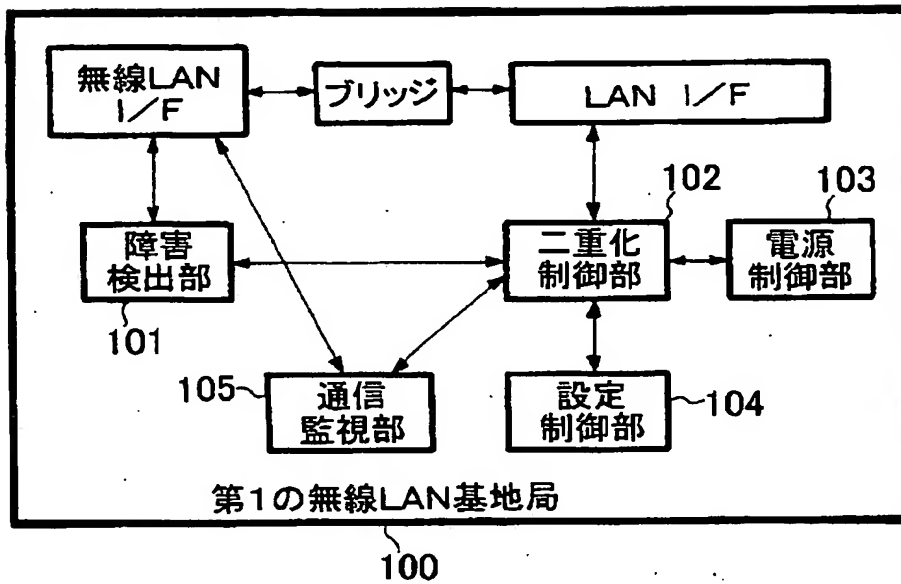 無線LAN
I/F
ブリッジ
LAN I/F
102
103
障害
検出部
二重化
制御部
電源
制御部
101
105
通信
監視部
設定
制御部
104
第1の無線LAN基地局
100